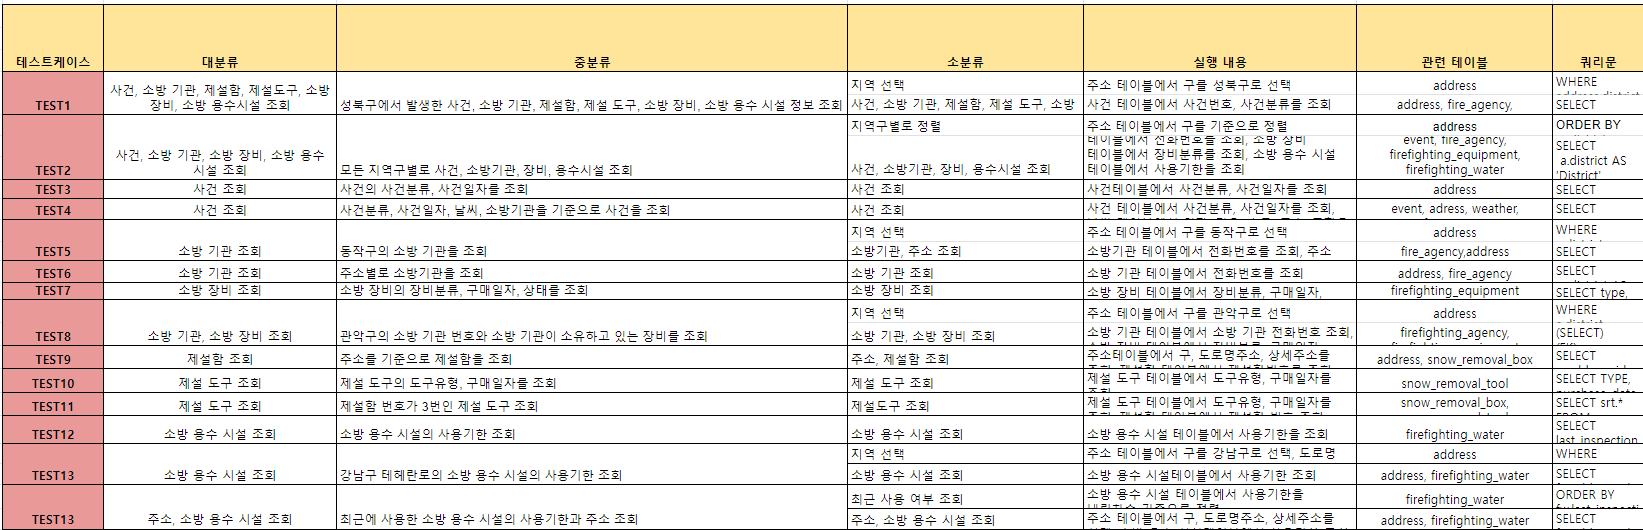 테스트케이스 대분류 중분류 소분류 실행 내용 관련 테이블 쿼리문
지역 선택 주소 테이블에서 구를 성북구로 선택 address WHERE
사건, 소방 기관, 제설함, 제설도구, 소방
TEST1 장비, 소방 용수시설 조회 성북구에서 발생한 사건, 소방 기관, 제설함, 제설 도구, 소방 장비, 소방 용수 시설 정보 조회 사건, 소방 기관, 제설함, 제설 도구, 소방 사건 테이블에서 사건번호, 사건분류를 조회 address, fire_agency, SELECT
지역구별로 정렬 주소 테이블에서 구를 기준으로 정렬 address ORDER BY
테이블에서 전화번호를 조회, 소방 장비 event, fire_agency, SELECT
사건, 소방 기관, 소방 장비, 소방 용수 테이블에서 장비분류를 조회, 소방 용수 시설 firefighting_equipment, a.district AS
TEST2 시설 조회 모든 지역구별로 사건, 소방기관, 장비, 용수시설 조회 사건, 소방기관, 장비, 용수시설 조회 테이블에서 사용기한을 조회 firefighting_water 'District'
TEST3 사건 조회 사건의 사건분류, 사건일자를 조회 사건 조회 사건테이블에서 사건분류, 사건일자를 조회 address SELECT
TEST4 사건 조회 사건분류, 사건일자, 날씨, 소방기관을 기준으로 사건을 조회 사건 조회 사건 테이블에서 사건분류, 사건일자를 조회, event, adress, weather, SELECT
지역 선택 주소 테이블에서 구를 동작구로 선택 address WHERE
TEST5 소방 기관 조회 동작구의 소방 기관을 조회 소방기관, 주소 조회 소방기관 테이블에서 전화번호를 조회, 주소 fire_agency,address SELECT
TEST6 소방 기관 조회 주소별로 소방기관을 조회 소방 기관 조회 소방 기관 테이블에서 전화번호를 조회 address, fire_agency SELECT
TEST7 소방 장비 조회 소방 장비의 장비분류, 구매일자, 상태를 조회 소방 장비 조회 소방 장비 테이블에서 장비분류, 구매일자, firefighting_equipment SELECT type,
지역 선택 주소 테이블에서 구를 관악구로 선택 address WHERE
TEST8 소방 기관, 소방 장비 조회 관악구의 소방 기관 번호와 소방 기관이 소유하고 있는 장비를 조회 소방 기관, 소방 장비 조회 소방 기관 테이블에서 소방 기관 전화번호 조회, firefighting_agency, (SELECT)
TEST9 제설함 조회 주소를 기준으로 제설함을 조회 주소, 제설함 조회 주소테이블에서 구, 도로명주소, 상세주소를 address, snow_removal_box SELECT
TEST10 제설 도구 조회 제설 도구의 도구유형, 구매일자를 조회 제설 도구 조회 제설 도구 테이블에서 도구유형, 구매일자를 snow_removal_tool SELECT TYPE,
TEST11 제설 도구 조회 제설함 번호가 3번인 제설 도구 조회 제설도구 조회 제설 도구 테이블에서 도구유형, 구매일자를 snow_removal_box, SELECT srt.*
TEST12 소방 용수 시설 조회 소방 용수 시설의 사용기한 조회 소방 용수 시설 조회 소방 용수 시설 테이블에서 사용기한을 조회 firefighting_water SELECT
last_inspection
지역 선택 주소 테이블에서 구를 강남구로 선택, 도로명 address WHERE
TEST13 소방 용수 시설 조회 강남구 테헤란로의 소방 용수 시설의 사용기한 조회 소방 용수 시설 조회 소방 용수 시설테이블에서 사용기한 조회 address, firefighting_water SELECT
최근 사용 여부 조회 소방 용수 시설 테이블에서 사용기한을 firefighting_water ORDER BY
TEST13 주소, 소방 용수 시설 조회 최근에 사용한 소방 용수 시설의 사용기한과 주소 조회 주소, 소방 용수 시설 조회 주소 테이블에서 구, 도로명주소, 상세주소를 address, firefighting_water SELECT